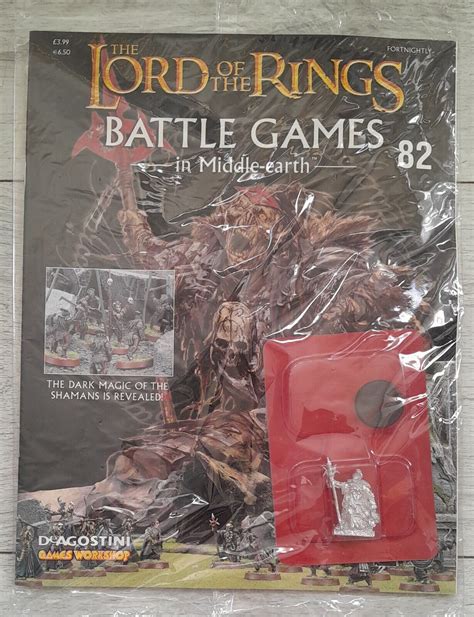 £3.99
€6.50
FORTNIGHTLY
THE
LORD OF THE RINGS
BATTLE GAMES
in Middle-earth™
82
THE DARK MAGIC OF THE
SHAMANS IS REVEALED!
DeAGOSTINI
GAMES WORKSHOP